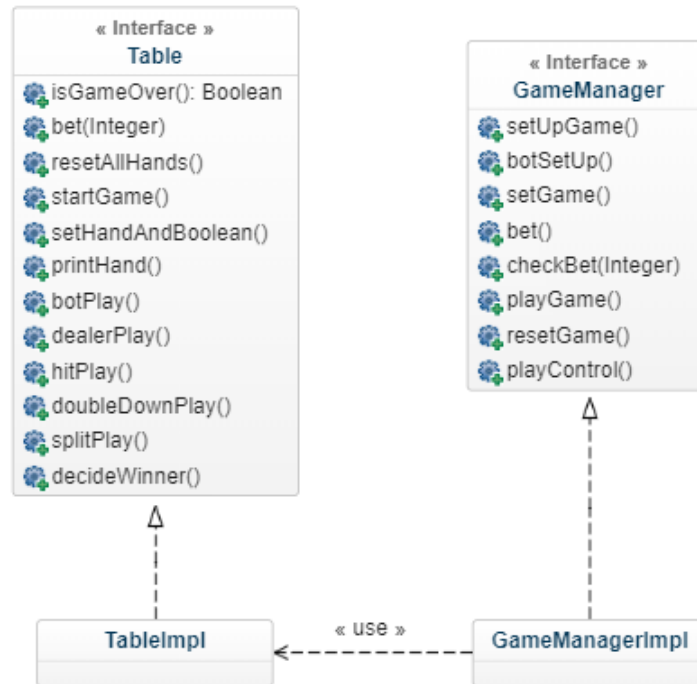 « Interface »
Table
isGameOver(): Boolean
bet(Integer)
resetAllHands()
startGame()
setHandAndBoolean()
printHand()
botPlay()
dealerPlay()
hitPlay()
doubleDownPlay()
splitPlay()
decideWinner()
« Interface »
GameManager
setUpGame()
botSetUp()
setGame()
bet()
checkBet(Integer)
playGame()
resetGame()
playControl()
TableImpl
« use »
GameManagerImpl